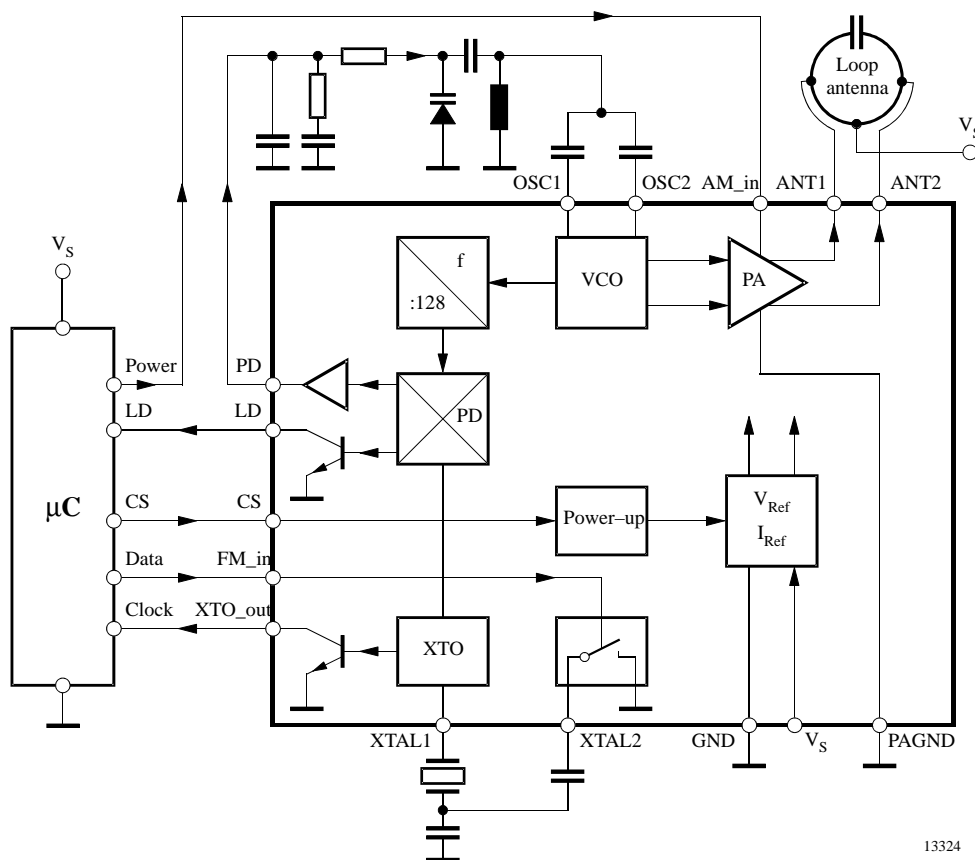 Loop
antenna
V_S
OSC1 OSC2 AM_in ANT1 ANT2
V_S
f
:128
VCO
PA
Power PD
PD
LD LD
µC
CS CS
Power–up
V_Ref
I_Ref
Data FM_in
Clock XTO_out
XTO
XTAL1 XTAL2 GND V_S PAGND
13324